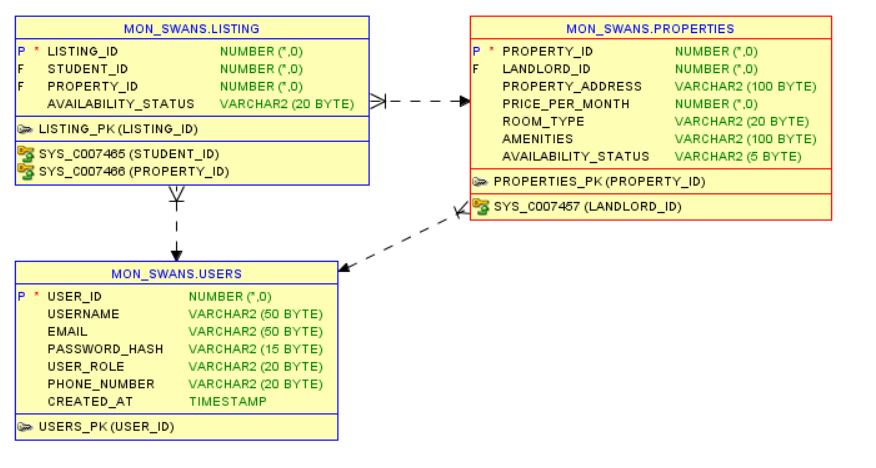 MON_SWANS.LISTING
P * LISTING_ID NUMBER (*,0)
F STUDENT_ID NUMBER (*,0)
F PROPERTY_ID NUMBER (*,0)
AVAILABILITY_STATUS VARCHAR2 (20 BYTE)
LISTING_PK (LISTING_ID)
SYS_C007465 (STUDENT_ID)
SYS_C007466 (PROPERTY_ID)
MON_SWANS.PROPERTIES
P * PROPERTY_ID NUMBER (*,0)
F LANDLORD_ID NUMBER (*,0)
PROPERTY_ADDRESS VARCHAR2 (100 BYTE)
PRICE_PER_MONTH NUMBER (*,0)
ROOM_TYPE VARCHAR2 (20 BYTE)
AMENITIES VARCHAR2 (100 BYTE)
AVAILABILITY_STATUS VARCHAR2 (5 BYTE)
PROPERTIES_PK (PROPERTY_ID)
SYS_C007457 (LANDLORD_ID)
MON_SWANS.USERS
P * USER_ID NUMBER (*,0)
USERNAME VARCHAR2 (50 BYTE)
EMAIL VARCHAR2 (50 BYTE)
PASSWORD_HASH VARCHAR2 (15 BYTE)
USER_ROLE VARCHAR2 (20 BYTE)
PHONE_NUMBER VARCHAR2 (20 BYTE)
CREATED_AT TIMESTAMP
USERS_PK (USER_ID)